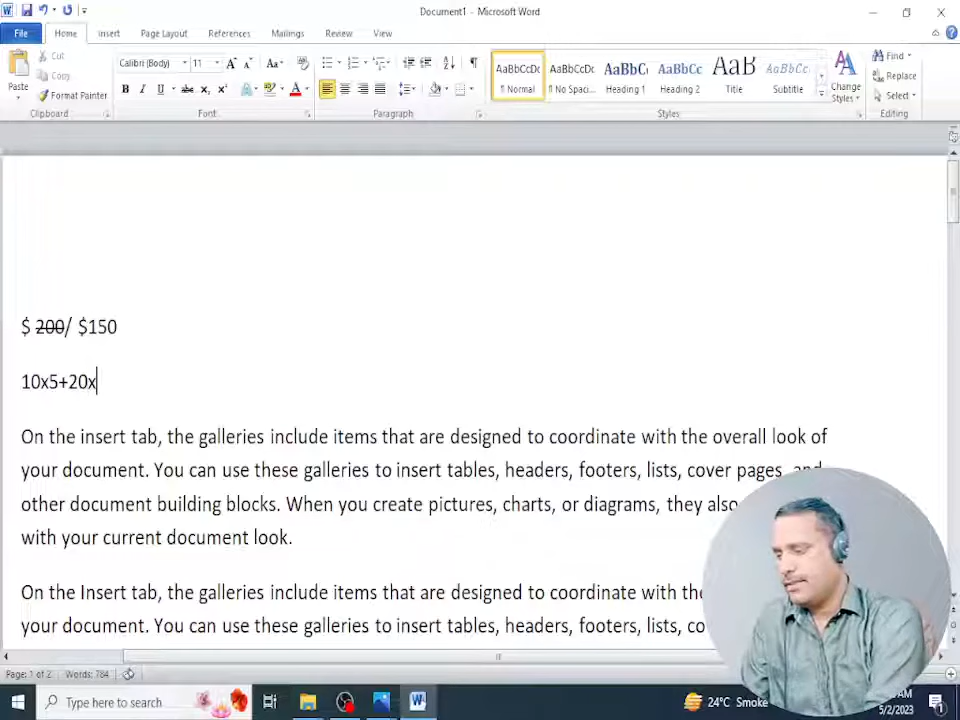 Document1 - Microsoft Word
File Home Insert Page Layout References Mailings Review View
Paste
Cut
Copy
Format Painter
Clipboard
Calibri (Body) 11
Font
Paragraph
AaBbCcDc AaBbCcDc AaBbC AaBbCc AaB AaBbCc
¶ Normal ¶ No Spaci... Heading 1 Heading 2 Title Subtitle
Change Styles
Styles
Find
Replace
Select
Editing
$ 200/ $150
10x5+20x
On the insert tab, the galleries include items that are designed to coordinate with the overall look of
your document. You can use these galleries to insert tables, headers, footers, lists, cover pages, and
other document building blocks. When you create pictures, charts, or diagrams, they also
with your current document look.
On the Insert tab, the galleries include items that are designed to coordinate with the
your document. You can use these galleries to insert tables, headers, footers, lists, co
Page: 1 of 2 Words: 784
Type here to search
24°C Smoke
AM
5/2/2023